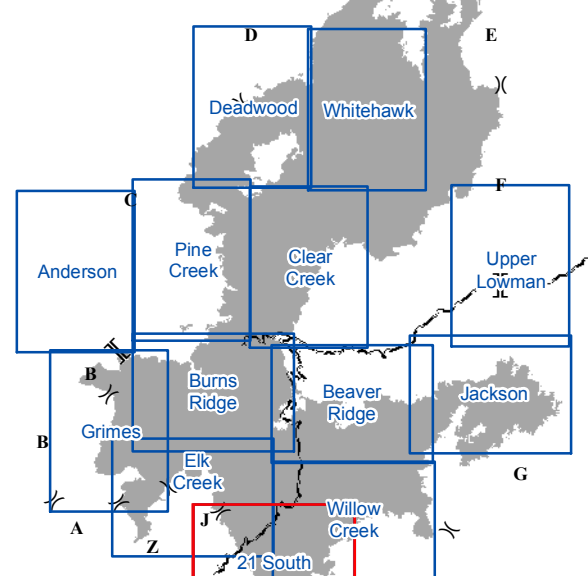 D
E
Deadwood
Whitehawk
C
F
Pine
Creek
Clear
Creek
Anderson
Upper
Lowman
B
Burns
Ridge
Beaver
Ridge
Jackson
B
Grimes
Elk
Creek
G
A
J
Willow
Creek
Z
21 South